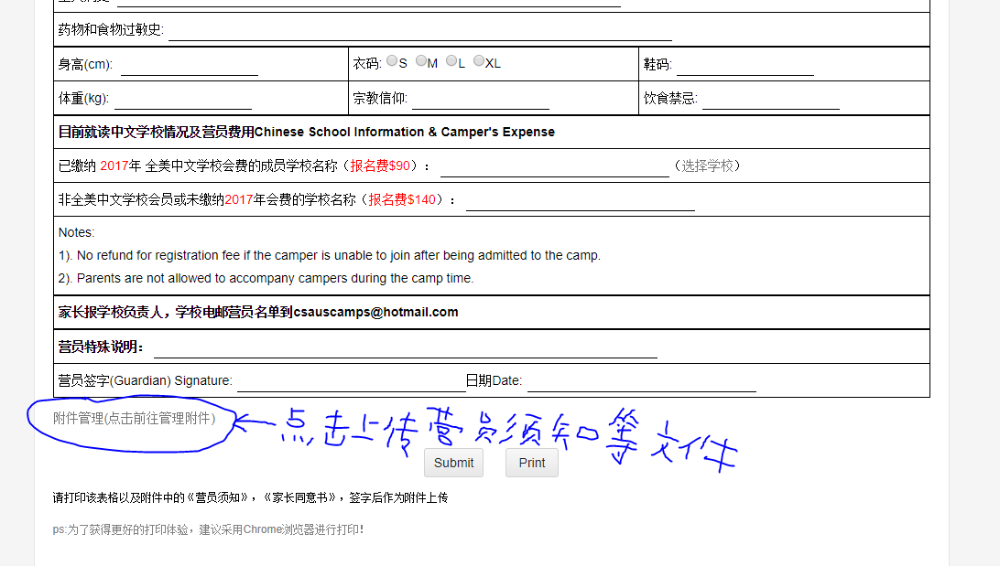 药物和食物过敏史:
身高(cm): 衣码: S M L XL 鞋码:
体重(kg): 宗教信仰: 饮食禁忌:
目前就读中文学校情况及营员费用Chinese School Information & Camper's Expense
已缴纳 2017年 全美中文学校会费的成员学校名称（报名费$90）： （选择学校）
非全美中文学校会员或未缴纳2017年会费的学校名称（报名费$140）：
Notes:
1). No refund for registration fee if the camper is unable to join after being admitted to the camp.
2). Parents are not allowed to accompany campers during the camp time.
家长报学校负责人，学校电邮营员名单到csauscamps@hotmail.com
营员特殊说明：
营员签字(Guardian) Signature: 日期Date:
附件管理(点击前往管理附件) 点击上传营员须知等文件
Submit Print
请打印该表格以及附件中的《营员须知》，《家长同意书》，签字后作为附件上传
ps:为了获得更好的打印体验，建议采用Chrome浏览器进行打印!